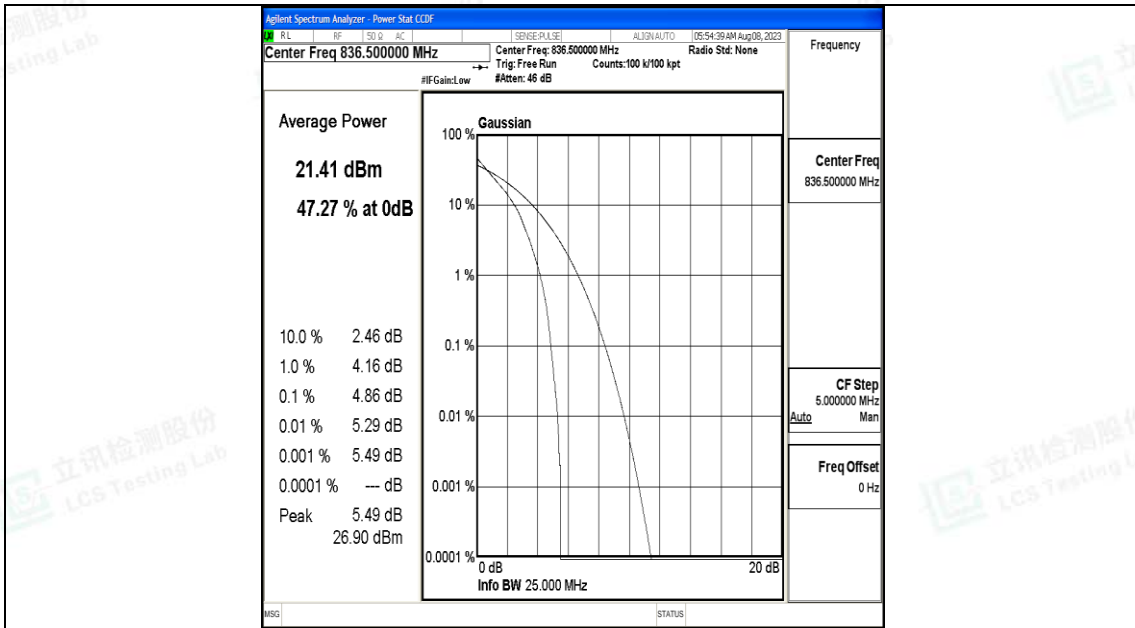 Agilent Spectrum Analyzer - Power Stat CCDF
RL RF 50 Ω AC SENSE:PULSE ALIGN AUTO 05:54:39 AM Aug 08, 2023
Center Freq 836.500000 MHz
Center Freq: 836.500000 MHz Radio Std: None
Trig: Free Run Counts:100 k/100 kpt
#IFGain:Low #Atten: 46 dB
Frequency
Average Power
21.41 dBm
47.27 % at 0dB
10.0 % 2.46 dB
1.0 % 4.16 dB
0.1 % 4.86 dB
0.01 % 5.29 dB
0.001 % 5.49 dB
0.0001 % --- dB
Peak 5.49 dB
26.90 dBm
Gaussian
100 %
10 %
1 %
0.1 %
0.01 %
0.001 %
0.0001 %
0 dB 20 dB
Info BW 25.000 MHz
Center Freq
836.500000 MHz
CF Step
5.000000 MHz
Auto Man
Freq Offset
0 Hz
MSG STATUS
立讯检测股份
LCS Testing Lab
立讯检测股份